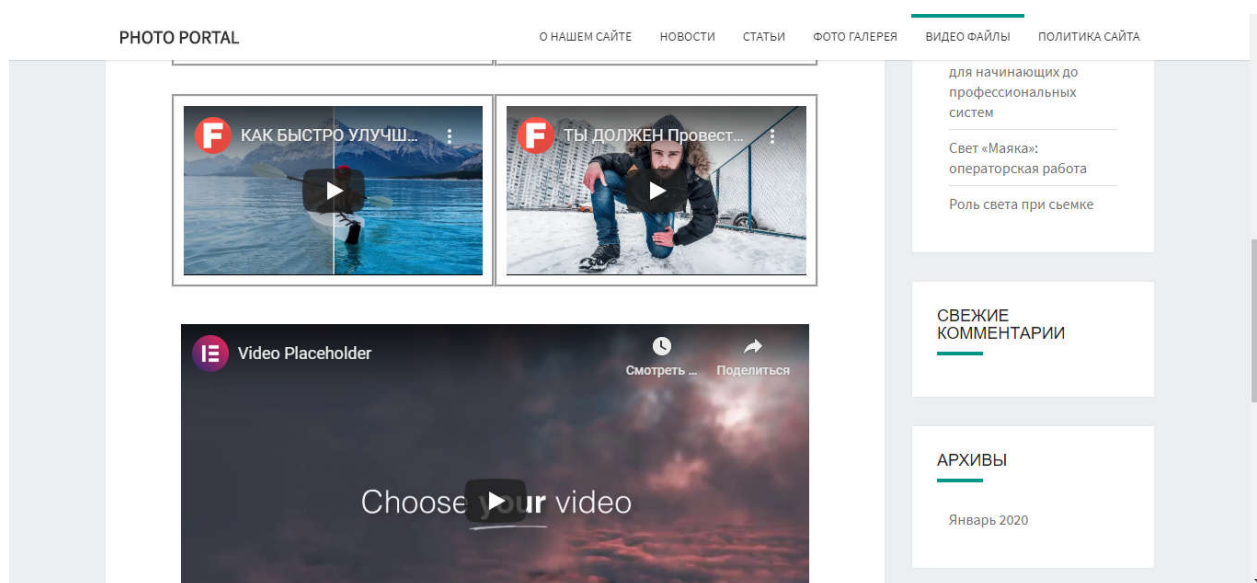 PHOTO PORTAL
О НАШЕМ САЙТЕ НОВОСТИ СТАТЬИ ФОТО ГАЛЕРЕЯ ВИДЕО ФАЙЛЫ ПОЛИТИКА САЙТА
КАК БЫСТРО УЛУЧШ...
ТЫ ДОЛЖЕН Провест...
Video Placeholder
Смотреть ...
Поделиться
Choose your video
для начинающих до
профессиональных
систем
Свет «Маяка»:
операторская работа
Роль света при сьемке
СВЕЖИЕ
КОММЕНТАРИИ
АРХИВЫ
Январь 2020